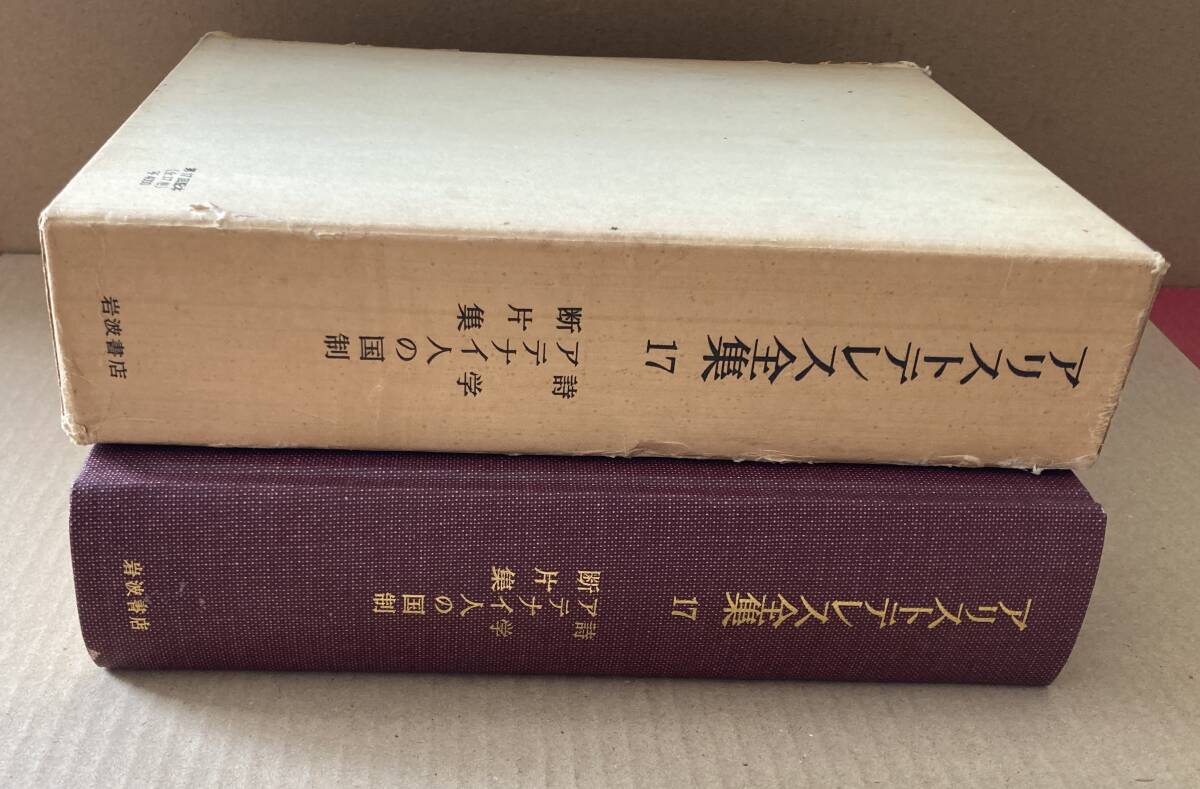 アリストテレス全集 17
詩学
アテナイ人の国制
断片集
岩波書店
アリストテレス全集 17
詩学
アテナイ人の国制
断片集
岩波書店